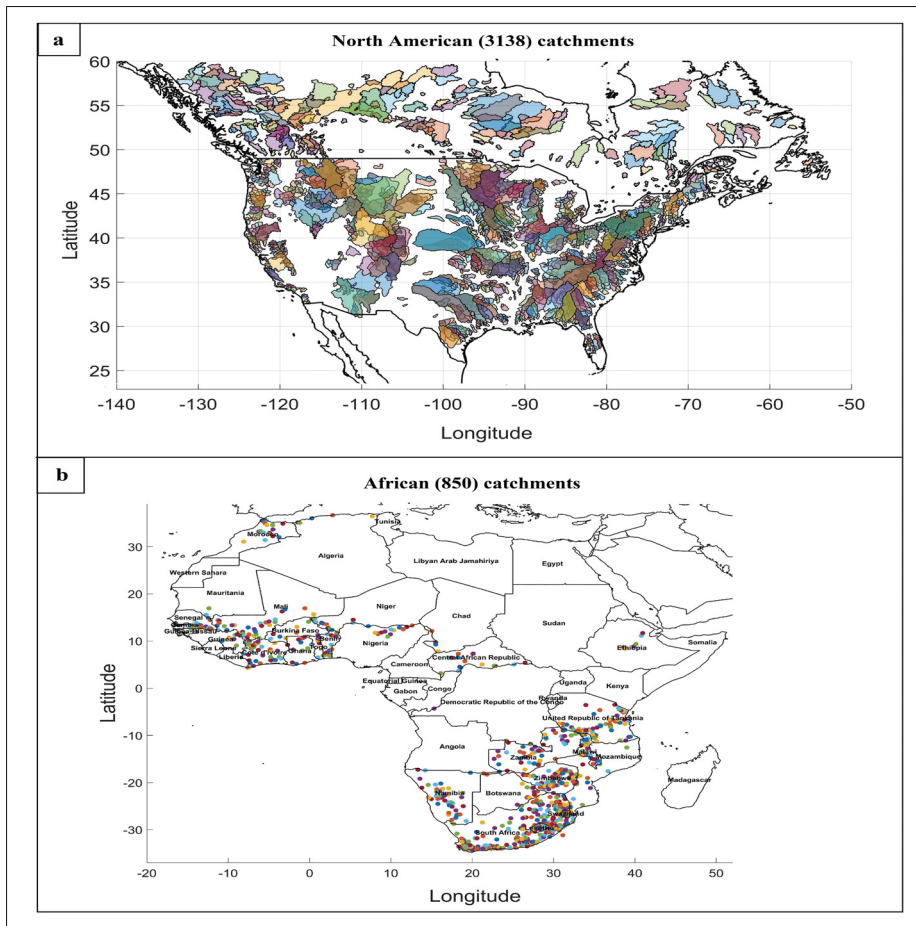 a
North American (3138) catchments
60
55
50
45
40
35
30
25
Latitude
-140 -130 -120 -110 -100 -90 -80 -70 -60 -50
Longitude
b
African (850) catchments
30
20
10
0
-10
-20
-30
Latitude
Tunisia
Morocco
Algeria
Libyan Arab Jamahiriya
Egypt
Western Sahara
Mauritania
Mali
Niger
Senegal
Chad
Sudan
Burkina Faso
Guinea-Bissau
Benin
Guinea
Nigeria
Togo
Sierra Leone
Ghana
Ethiopia
Somalia
Liberia
Central African Republic
Cameroon
Equatorial Guinea
Uganda
Kenya
Gabon
Congo
Rwanda
Democratic Republic of the Congo
United Republic of Tanzania
Angola
Malawi
Zambia
Mozambique
Zimbabwe
Madagascar
Namibia
Botswana
Swaziland
Lesotho
South Africa
-20 -10 0 10 20 30 40 50
Longitude